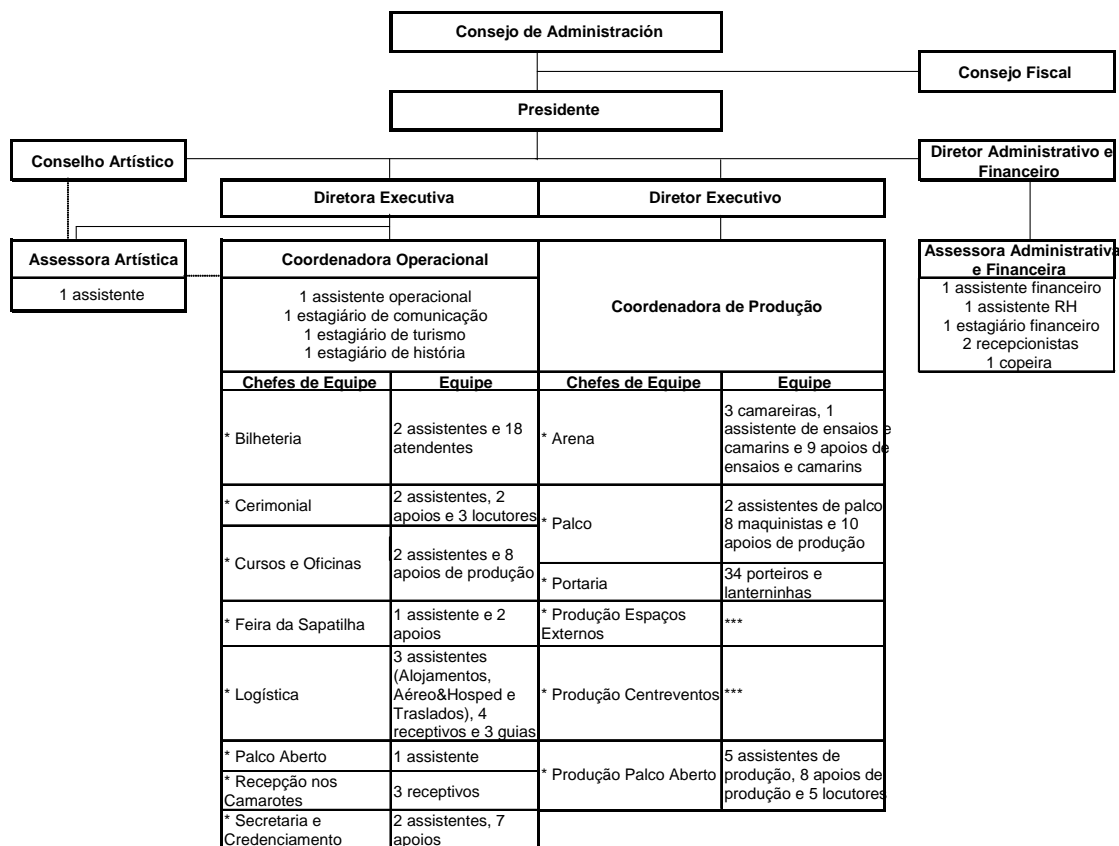 Consejo de Administración
Consejo Fiscal
Presidente
Conselho Artístico
Diretor Administrativo e
Financeiro
Diretora Executiva
Diretor Executivo
Assessora Artística
1 assistente
Coordenadora Operacional
1 assistente operacional
1 estagiário de comunicação
1 estagiário de turismo
1 estagiário de história
Coordenadora de Produção
Assessora Administrativa
e Financeira
1 assistente financeiro
1 assistente RH
1 estagiário financeiro
2 recepcionistas
1 copeira
Chefes de Equipe
Equipe
Chefes de Equipe
Equipe
* Bilheteria
2 assistentes e 18
atendentes
* Arena
3 camareiras, 1
assistente de ensaios e
camarins e 9 apoios de
ensaios e camarins
* Cerimonial
2 assistentes, 2
apoios e 3 locutores
* Palco
2 assistentes de palco
8 maquinistas e 10
apoios de produção
* Cursos e Oficinas
2 assistentes e 8
apoios de produção
* Portaria
34 porteiros e
lanterninhas
* Feira da Sapatilha
1 assistente e 2
apoios
* Produção Espaços
Externos
***
* Logística
3 assistentes
(Alojamentos,
Aéreo&Hosped e
Traslados), 4
receptivos e 3 guias
* Produção Centreventos
***
* Palco Aberto
1 assistente
* Produção Palco Aberto
5 assistentes de
produção, 8 apoios de
produção e 5 locutores
* Recepção nos
Camarotes
3 receptivos
* Secretaria e
Credenciamento
2 assistentes, 7
apoios